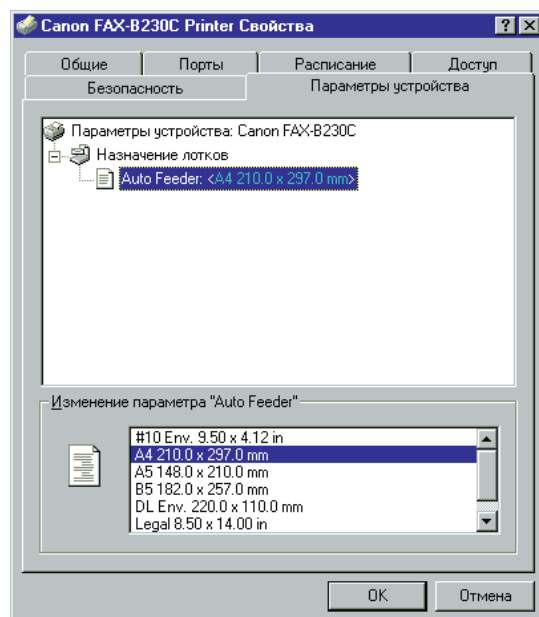 Canon FAX-B230C Printer Свойства
Общие Порты Расписание Доступ
Безопасность Параметры устройства
Параметры устройства: Canon FAX-B230C
Назначение лотков
Auto Feeder: <A4 210.0 x 297.0 mm>
Изменение параметра "Auto Feeder"
#10 Env. 9.50 x 4.12 in
A4 210.0 x 297.0 mm
A5 148.0 x 210.0 mm
B5 182.0 x 257.0 mm
DL Env. 220.0 x 110.0 mm
Legal 8.50 x 14.00 in
OK Отмена